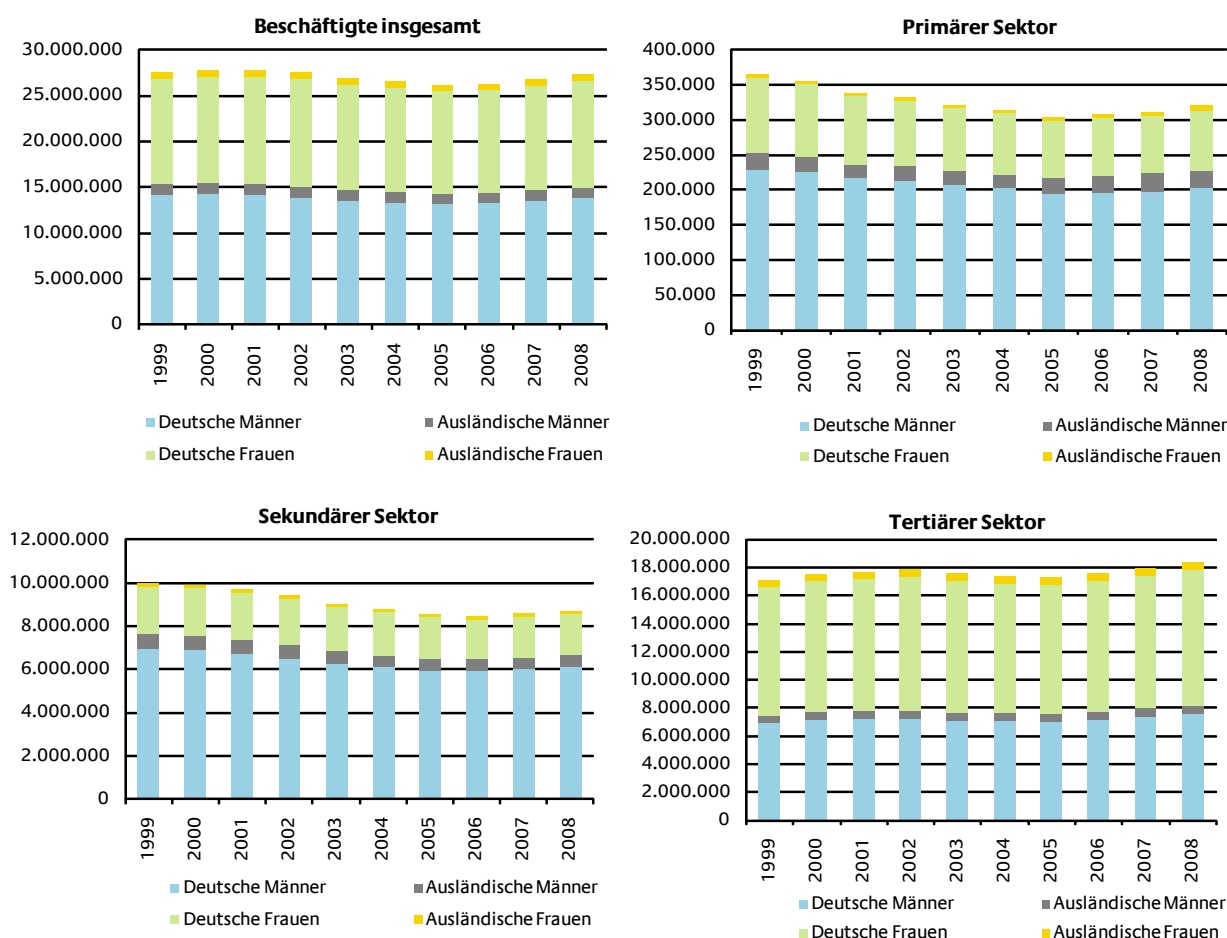 Beschäftigte insgesamt
30.000.000
25.000.000
20.000.000
15.000.000
10.000.000
5.000.000
0
1999 2000 2001 2002 2003 2004 2005 2006 2007 2008
Deutsche Männer Ausländische Männer
Deutsche Frauen Ausländische Frauen
Primärer Sektor
400.000
350.000
300.000
250.000
200.000
150.000
100.000
50.000
0
1999 2000 2001 2002 2003 2004 2005 2006 2007 2008
Deutsche Männer Ausländische Männer
Deutsche Frauen Ausländische Frauen
Sekundärer Sektor
12.000.000
10.000.000
8.000.000
6.000.000
4.000.000
2.000.000
0
1999 2000 2001 2002 2003 2004 2005 2006 2007 2008
Deutsche Männer Ausländische Männer
Deutsche Frauen Ausländische Frauen
Tertiärer Sektor
20.000.000
18.000.000
16.000.000
14.000.000
12.000.000
10.000.000
8.000.000
6.000.000
4.000.000
2.000.000
0
1999 2000 2001 2002 2003 2004 2005 2006 2007 2008
Deutsche Männer Ausländische Männer
Deutsche Frauen Ausländische Frauen